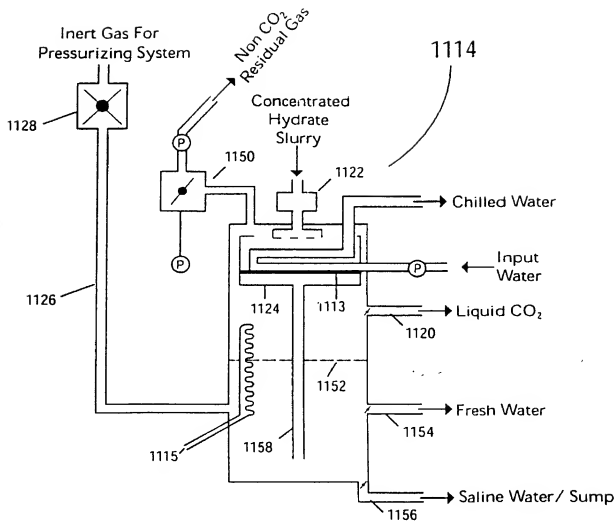 Inert Gas For
Pressurizing System
Non CO₂
Residual Gas
1114
Concentrated
Hydrate
Slurry
1128
P
1150
1122
Chilled Water
P
P
Input
Water
1126
1124
1113
Liquid CO₂
1120
1152
Fresh Water
1154
1115
1158
Saline Water/ Sump
1156